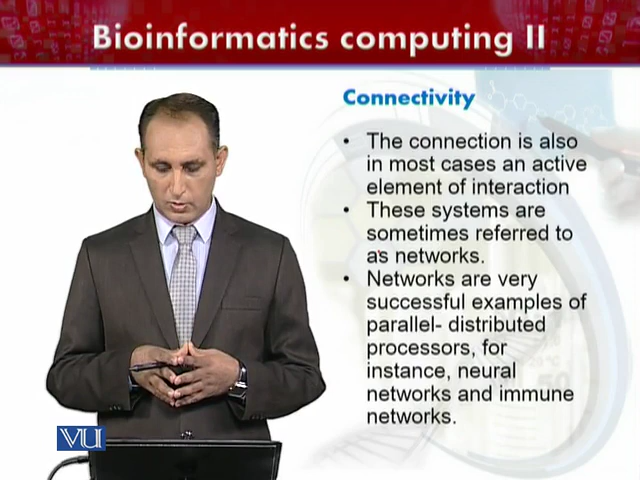 Bioinformatics computing II
Connectivity
• The connection is also
in most cases an active
element of interaction
• These systems are
sometimes referred to
as networks.
• Networks are very
successful examples of
parallel- distributed
processors, for
instance, neural
networks and immune
networks.
VU